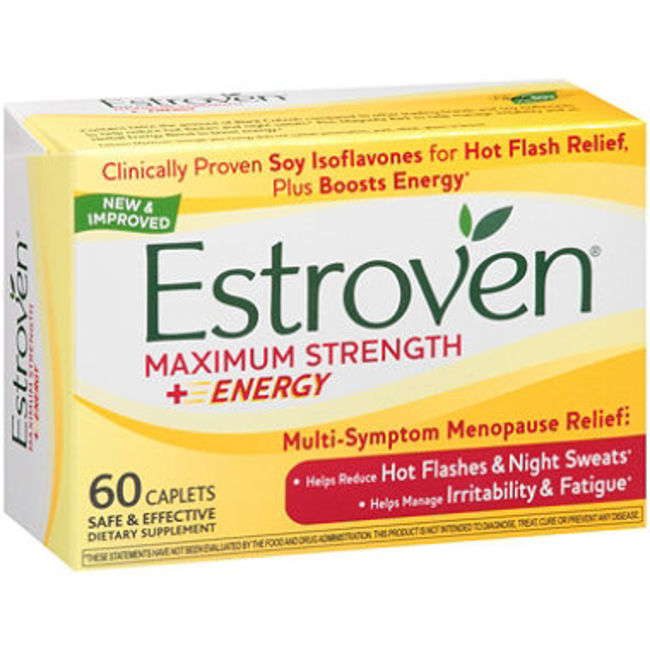 Estroven
Clinically Proven Soy Isoflavones for Hot Flash Relief,
Plus Boosts Energy*
NEW &
IMPROVED
Estroven®
MAXIMUM STRENGTH
+ ENERGY
Multi-Symptom Menopause Relief:
• Helps Reduce Hot Flashes & Night Sweats*
• Helps Manage Irritability & Fatigue*
60 CAPLETS
SAFE & EFFECTIVE
DIETARY SUPPLEMENT
*THESE STATEMENTS HAVE NOT BEEN EVALUATED BY THE FOOD AND DRUG ADMINISTRATION. THIS PRODUCT IS NOT INTENDED TO DIAGNOSE, TREAT, CURE OR PREVENT ANY DISEASE.
Estroven
MAXIMUM STRENGTH
+ ENERGY